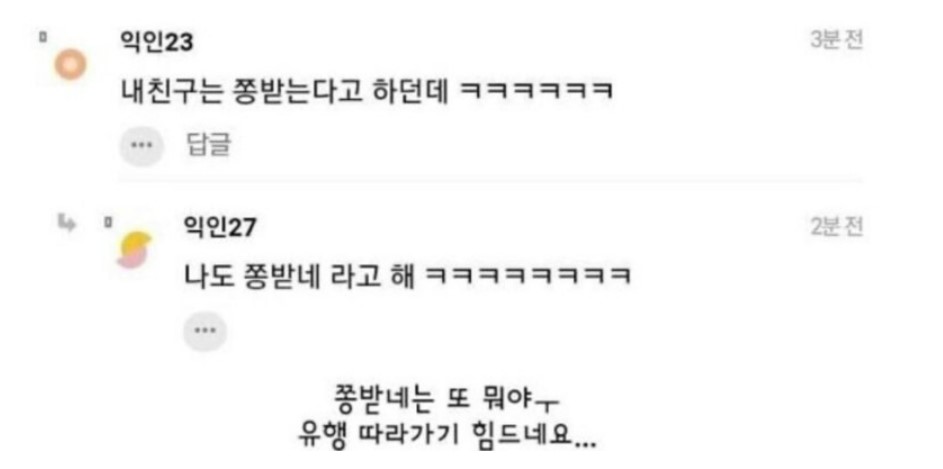 익인23
3분 전
내친구는 쫑받는다고 하던데 ㅋㅋㅋㅋㅋㅋ
답글
익인27
2분 전
나도 쫑받네 라고 해 ㅋㅋㅋㅋㅋㅋㅋㅋ
쫑받네는 또 뭐야ㅜ
유행 따라가기 힘드네요...